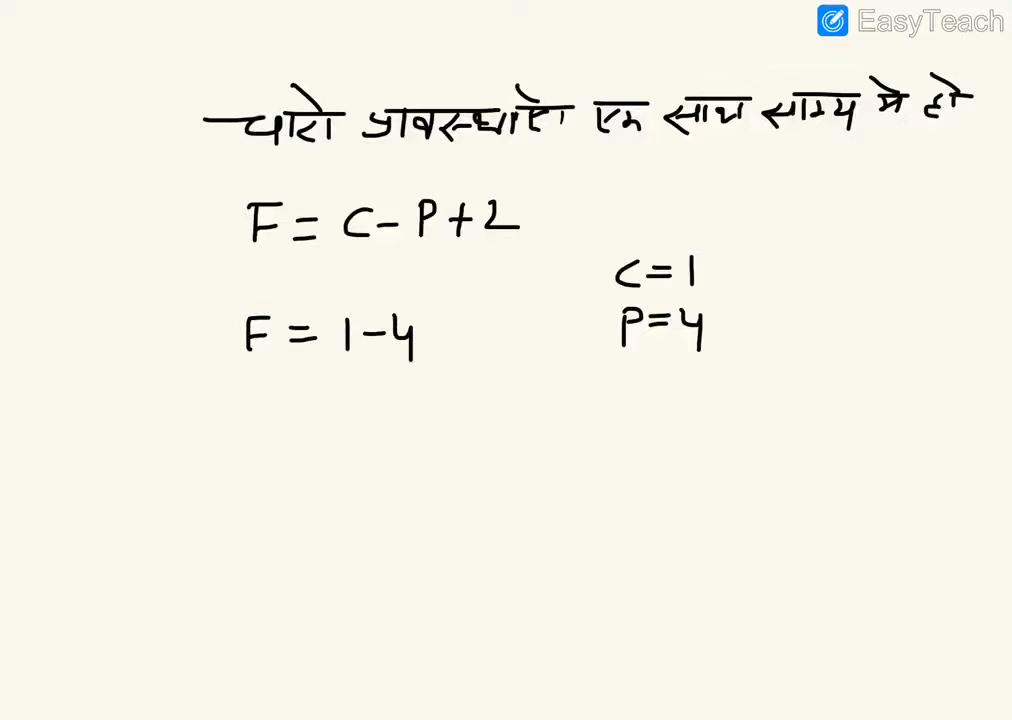 EasyTeach
चारो अवस्थाएं एक साथ साम्य मे हो
F = C - P + 2
C = 1
F = 1 - 4
P = 4